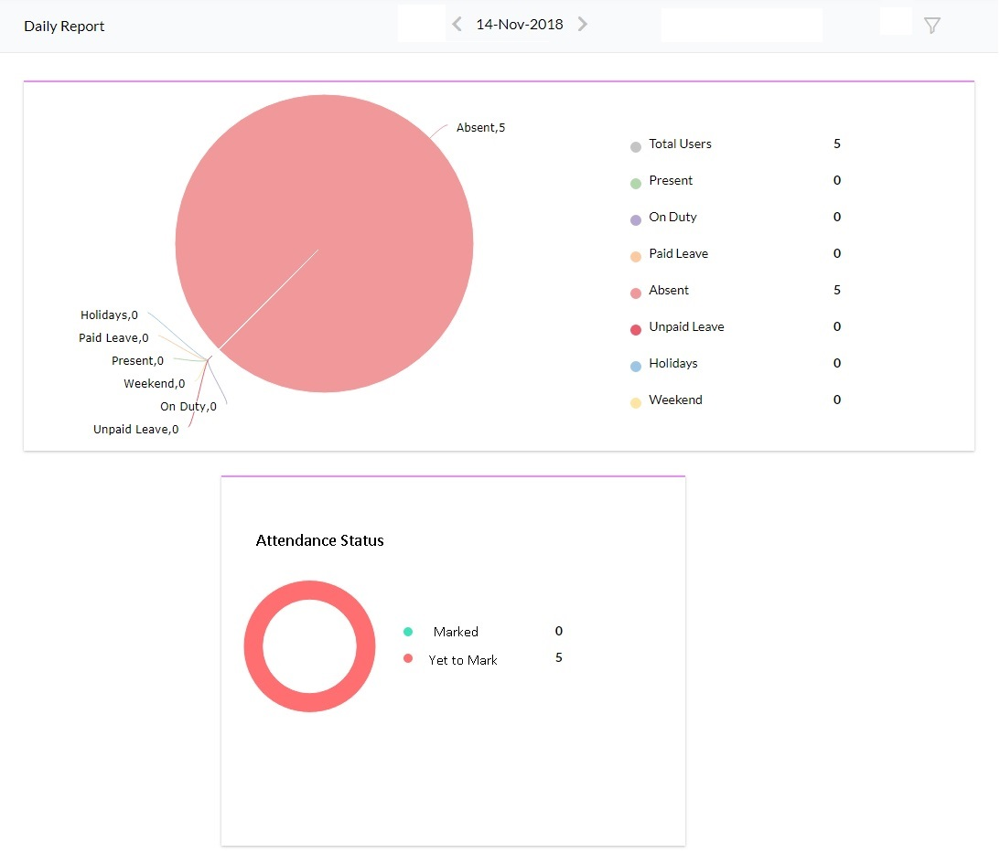 Daily Report
14-Nov-2018
Absent,5
Holidays,0
Paid Leave,0
Present,0
Weekend,0
On Duty,0
Unpaid Leave,0
Total Users 5
Present 0
On Duty 0
Paid Leave 0
Absent 5
Unpaid Leave 0
Holidays 0
Weekend 0
Attendance Status
Marked 0
Yet to Mark 5